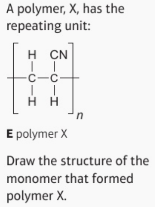 A polymer, X, has the
repeating unit:
H CN
C C
H H
n
E polymer X
Draw the structure of the
monomer that formed
polymer X.